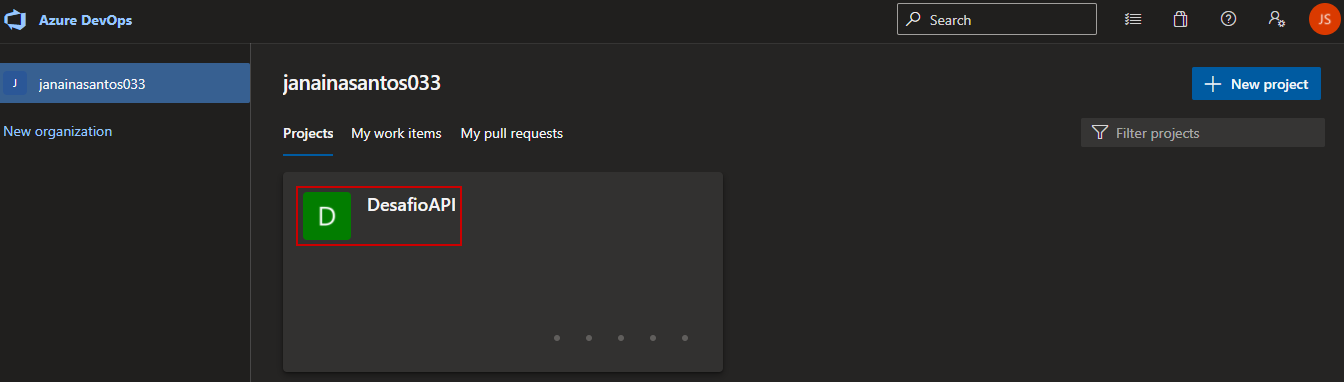 Azure DevOps
Search
JS
J
janainasantos033
New organization
janainasantos033
New project
Projects
My work items
My pull requests
Filter projects
D
DesafioAPI